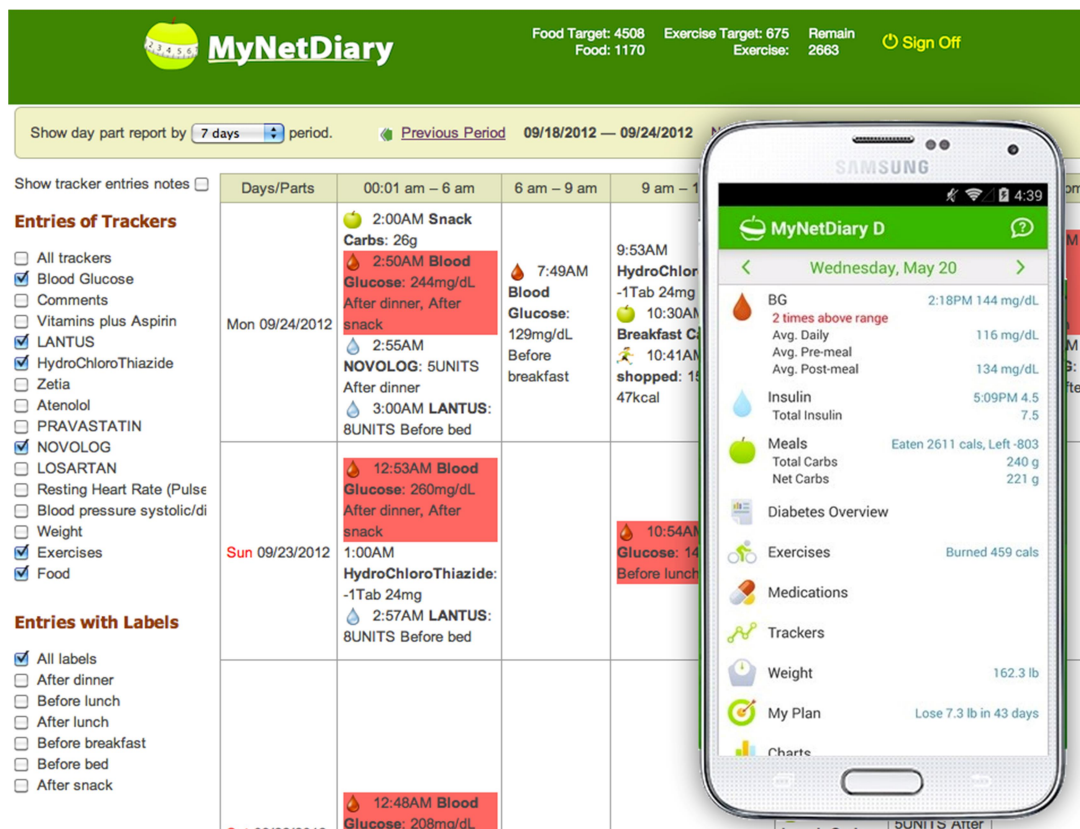 MyNetDiary
Food Target: 4508
Food: 1170
Exercise Target: 675
Exercise:
Remain
2663
Sign Off
Show day part report by 7 days period.
Previous Period 09/18/2012 — 09/24/2012
Show tracker entries notes
Entries of Trackers
All trackers
Blood Glucose
Comments
Vitamins plus Aspirin
LANTUS
HydroChloroThiazide
Zetia
Atenolol
PRAVASTATIN
NOVOLOG
LOSARTAN
Resting Heart Rate (Pulse
Blood pressure systolic/di
Weight
Exercises
Food
Entries with Labels
All labels
After dinner
Before lunch
After lunch
Before breakfast
Before bed
After snack
Days/Parts 00:01 am – 6 am 6 am – 9 am 9 am – 1
Mon 09/24/2012
2:00AM Snack
Carbs: 26g
2:50AM Blood
Glucose: 244mg/dL
After dinner, After
snack
2:55AM
NOVOLOG: 5UNITS
After dinner
3:00AM LANTUS:
8UNITS Before bed
7:49AM
Blood
Glucose:
129mg/dL
Before
breakfast
9:53AM
HydroChlor
-1Tab 24mg
10:30AM
Breakfast Ca
10:41AM
shopped: 15
47kcal
Sun 09/23/2012
12:53AM Blood
Glucose: 260mg/dL
After dinner, After
snack
1:00AM
HydroChloroThiazide:
-1Tab 24mg
2:57AM LANTUS:
8UNITS Before bed
10:54AM
Glucose: 14
Before lunch
12:48AM Blood
Glucose: 208mg/dL
5UNITS After
SAMSUNG
4:39
MyNetDiary D
Wednesday, May 20
BG 2:18PM 144 mg/dL
2 times above range
Avg. Daily 116 mg/dL
Avg. Pre-meal
Avg. Post-meal 134 mg/dL
Insulin 5:09PM 4.5
Total Insulin 7.5
Meals Eaten 2611 cals, Left -803
Total Carbs 240 g
Net Carbs 221 g
Diabetes Overview
Exercises Burned 459 cals
Medications
Trackers
Weight 162.3 lb
My Plan Lose 7.3 lb in 43 days
Charts